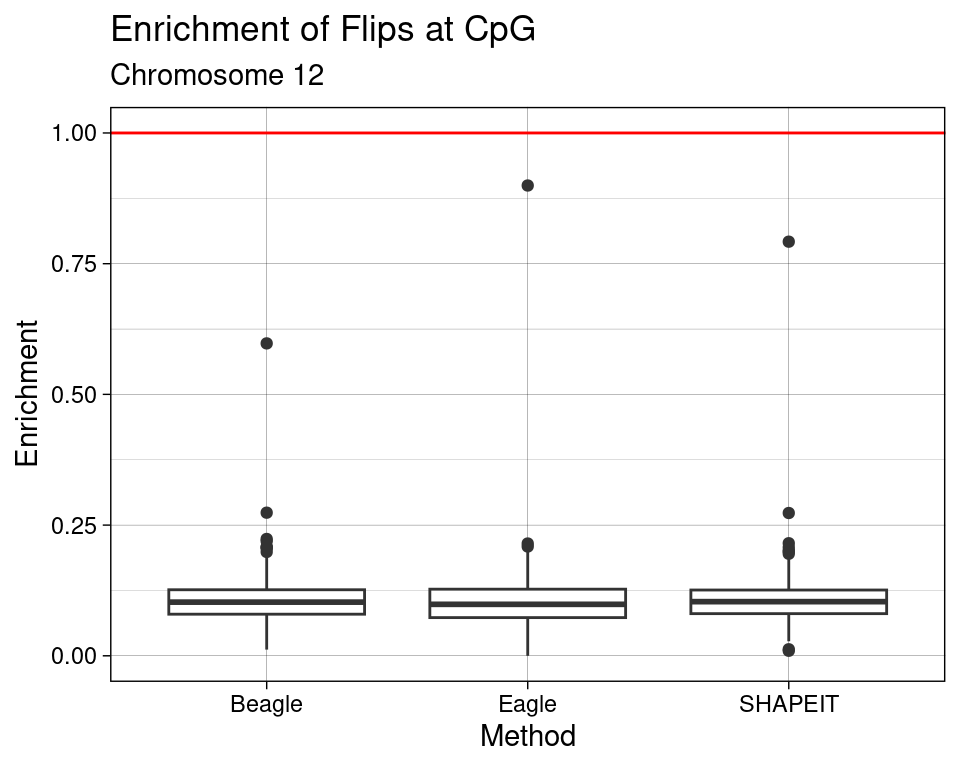 Enrichment of Flips at CpG
Chromosome 12
1.00
0.75
0.50
0.25
0.00
Enrichment
Beagle Eagle SHAPEIT
Method